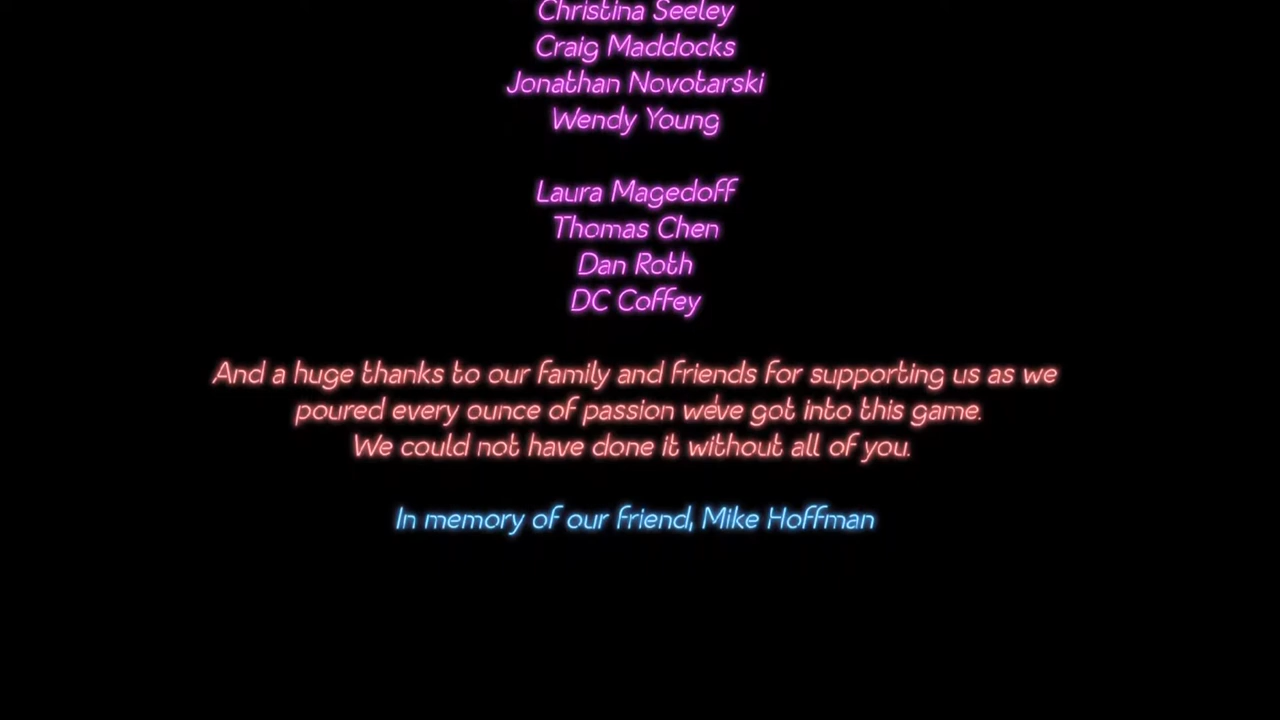 Christina Seeley
Craig Maddocks
Jonathan Novotarski
Wendy Young
Laura Magedoff
Thomas Chen
Dan Roth
DC Coffey
And a huge thanks to our family and friends for supporting us as we
poured every ounce of passion we've got into this game.
We could not have done it without all of you.
In memory of our friend, Mike Hoffman